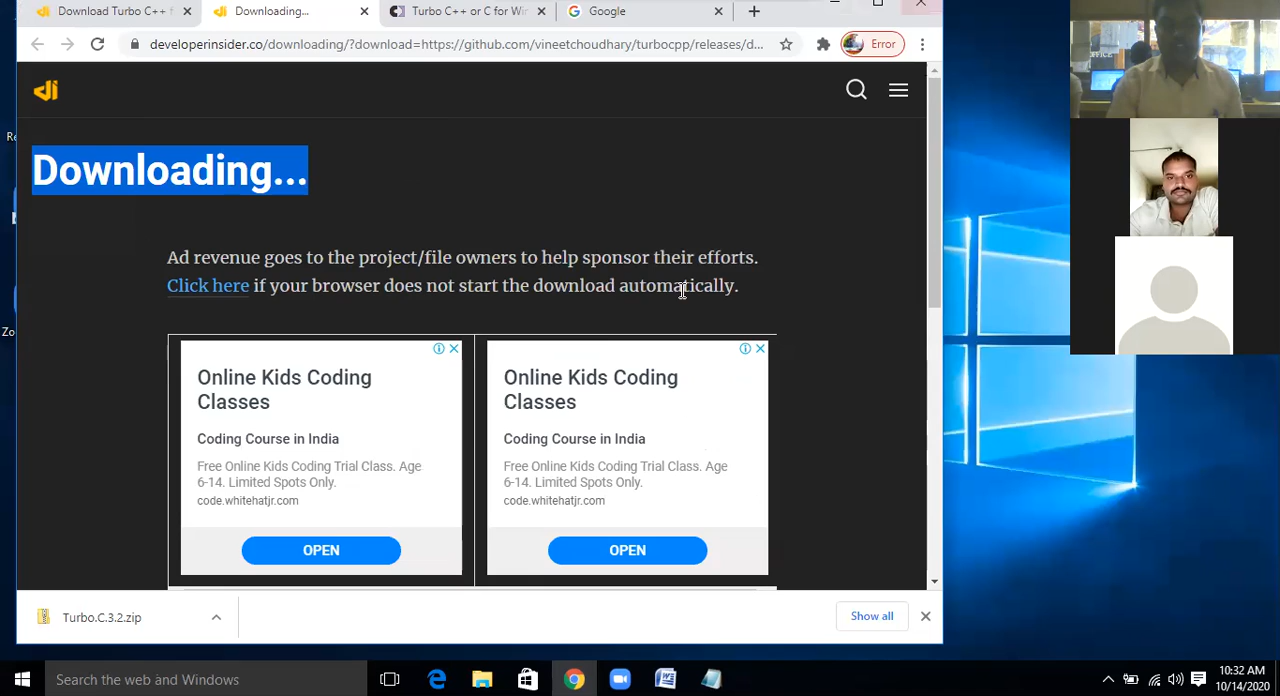 Download Turbo C++ f
Downloading...
Turbo C++ or C for Wir
Google
developerinsider.co/downloading/?download=https://github.com/vineetchoudhary/turbocpp/releases/d...
Error
Downloading...
Ad revenue goes to the project/file owners to help sponsor their efforts.
Click here if your browser does not start the download automatically.
Online Kids Coding
Classes
Coding Course in India
Free Online Kids Coding Trial Class. Age
6-14. Limited Spots Only.
code.whitehatjr.com
OPEN
Online Kids Coding
Classes
Coding Course in India
Free Online Kids Coding Trial Class. Age
6-14. Limited Spots Only.
code.whitehatjr.com
OPEN
Turbo.C.3.2.zip
Show all
Re
Zo
Search the web and Windows
10:32 AM
10/14/2020